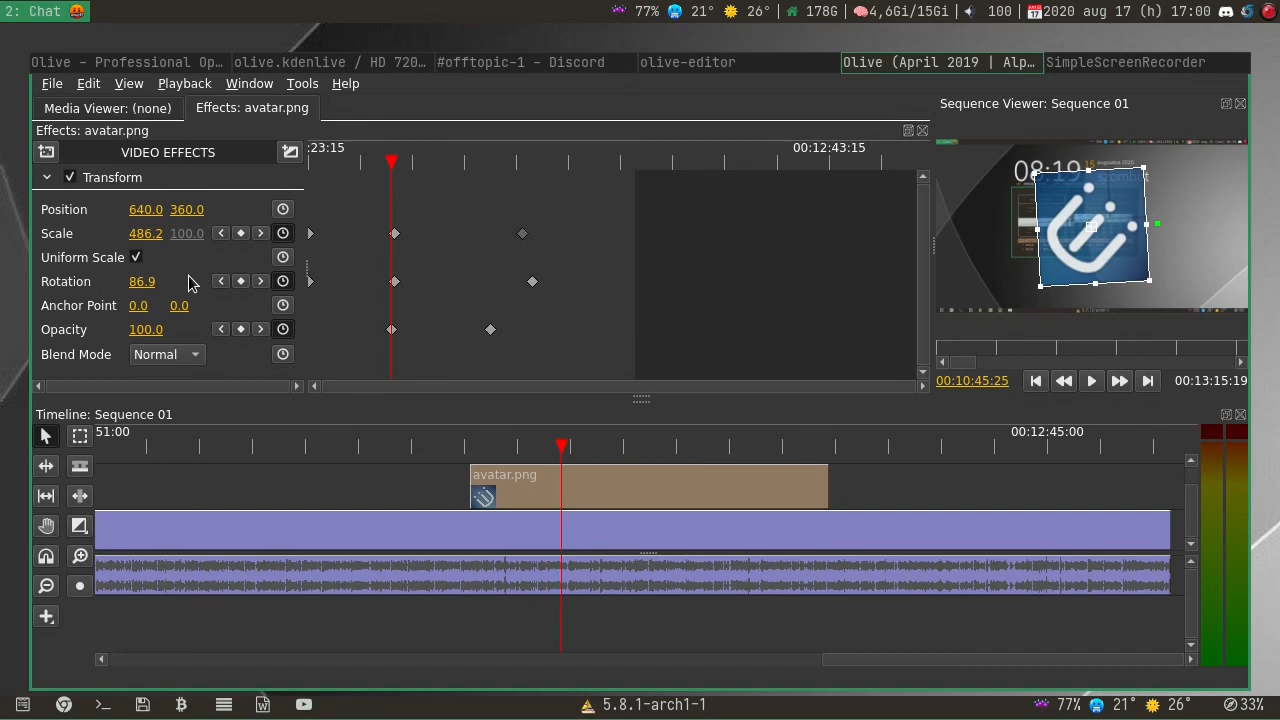 2: Chat
77% 21° 26° 178G 4,6Gi/15Gi 100 2020 aug 17 (h) 17:00
Olive - Professional Op… olive.kdenlive / HD 720… #offtopic-1 - Discord olive-editor Olive (April 2019 | Alp… SimpleScreenRecorder
File Edit View Playback Window Tools Help
Media Viewer: (none) Effects: avatar.png
Sequence Viewer: Sequence 01
Effects: avatar.png
VIDEO EFFECTS
:23:15 00:12:43:15
Transform
Position 640.0 360.0
Scale 486.2 100.0
Uniform Scale
Rotation 86.9
Anchor Point 0.0 0.0
Opacity 100.0
Blend Mode Normal
08:19 15 augusztus 2020
szombat
00:10:45:25 00:13:15:19
Timeline: Sequence 01
51:00 00:12:45:00
avatar.png
5.8.1-arch1-1
77% 21° 26° 33%